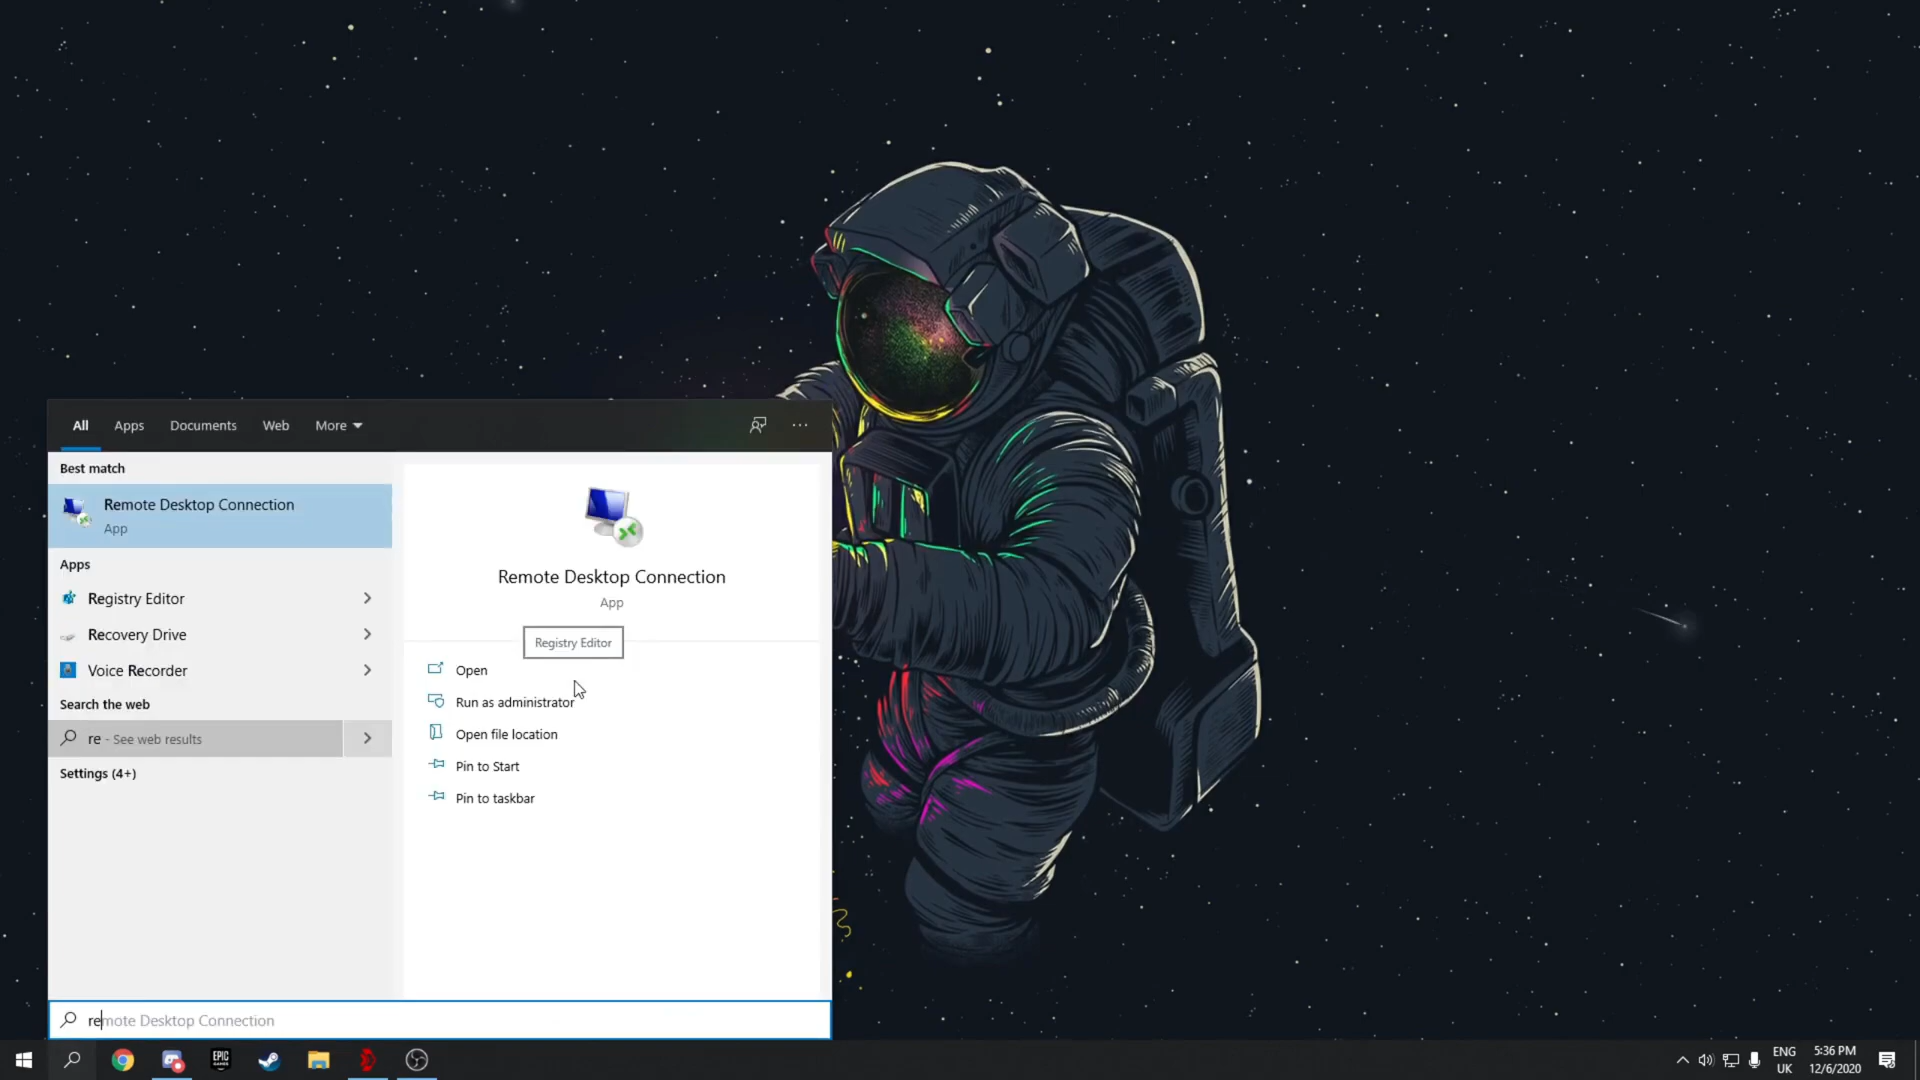 All Apps Documents Web More
Best match
Remote Desktop Connection
App
Apps
Registry Editor
Recovery Drive
Voice Recorder
Search the web
re - See web results
Settings (4+)
Remote Desktop Connection
App
Registry Editor
Open
Run as administrator
Open file location
Pin to Start
Pin to taskbar
remote Desktop Connection
EPIC
GAMES
ENG
UK
5:36 PM
12/6/2020